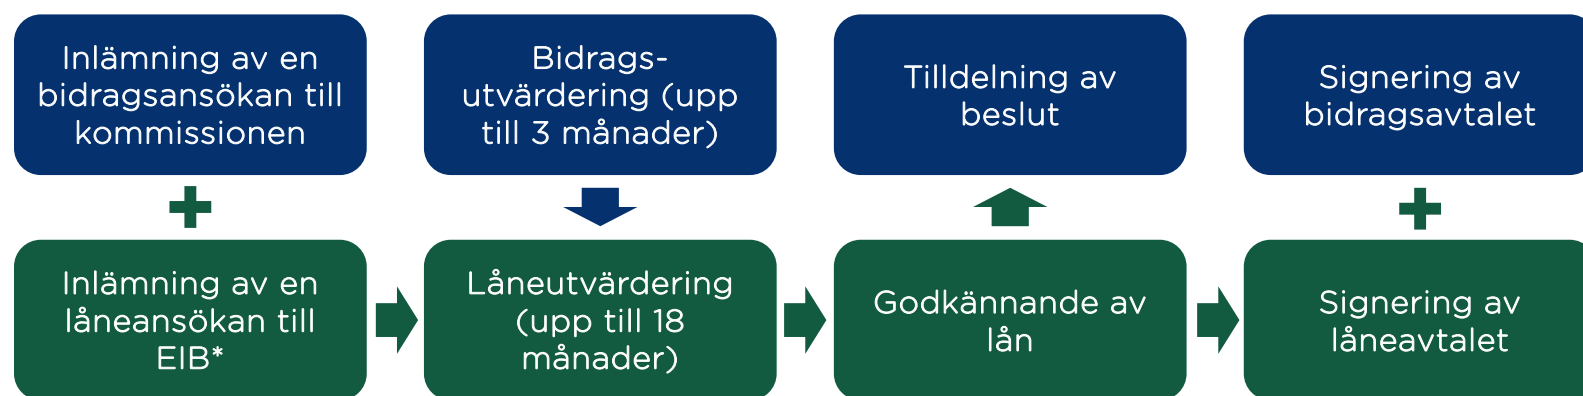 Inlämning av en
bidragsansökan till
kommissionen
Bidrags-
utvärdering (upp
till 3 månader)
Tilldelning av
beslut
Signering av
bidragsavtalet
Inlämning av en
låneansökan till
EIB*
Låneutvärdering
(upp till 18
månader)
Godkännande av
lån
Signering av
låneavtalet